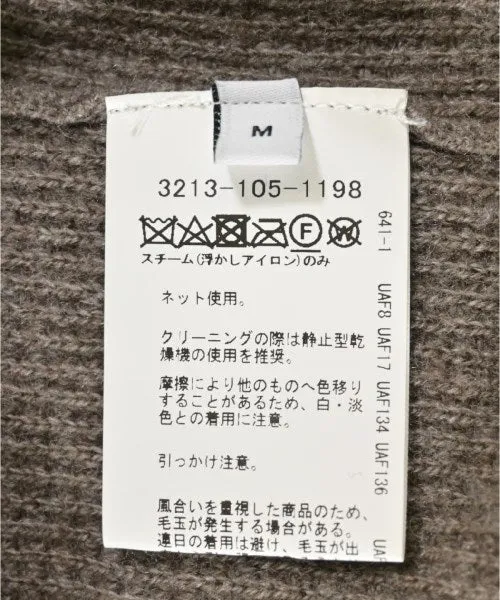 M
3213-105-1198
F W
スチーム(浮かしアイロン)のみ
ネット使用。
クリーニングの際は静止型乾
燥機の使用を推奨。
摩擦により他のものへ色移り
することがあるため、白・淡
色との着用に注意。
引っかけ注意。
風合いを重視した商品のため、
毛玉が発生する場合がある。
連日の着用は避け、毛玉が出
641-1 UAF8 UAF17 UAF134 UAF136